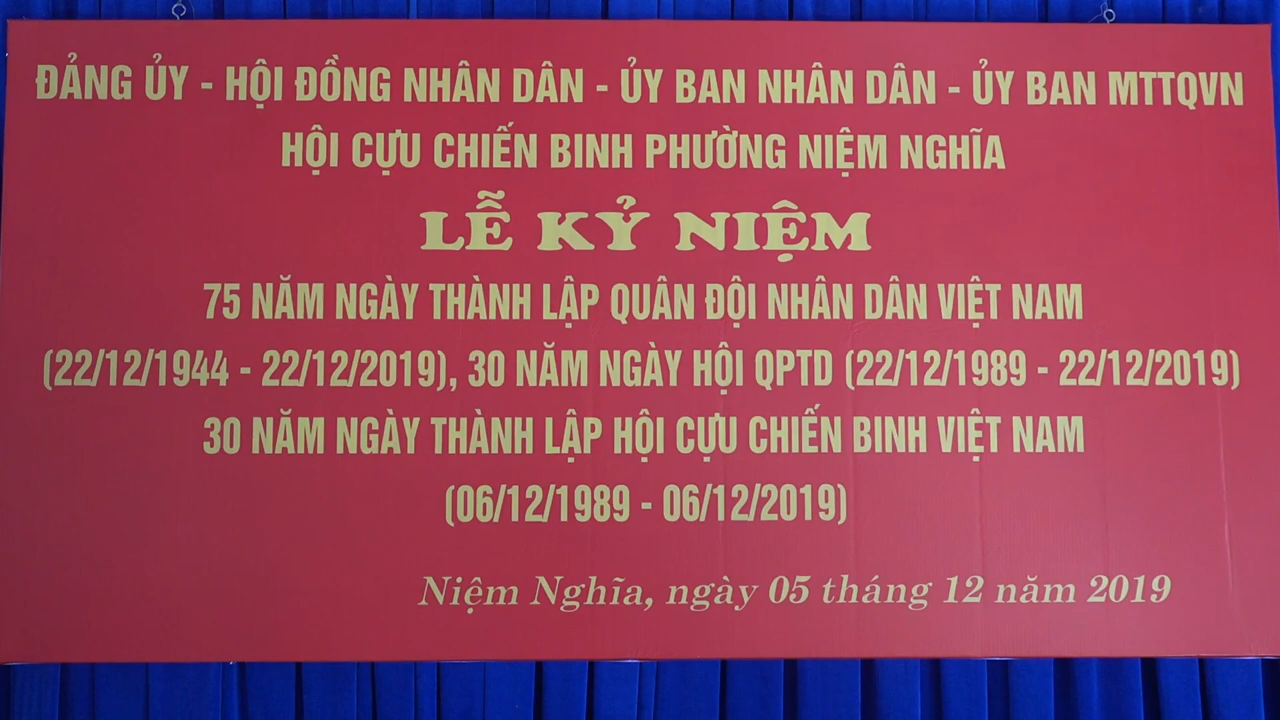 ĐẢNG ỦY - HỘI ĐỒNG NHÂN DÂN - ỦY BAN NHÂN DÂN - ỦY BAN MTTQVN
HỘI CỰU CHIẾN BINH PHƯỜNG NIỆM NGHĨA
LỄ KỶ NIỆM
75 NĂM NGÀY THÀNH LẬP QUÂN ĐỘI NHÂN DÂN VIỆT NAM
(22/12/1944 - 22/12/2019), 30 NĂM NGÀY HỘI QPTD (22/12/1989 - 22/12/2019)
30 NĂM NGÀY THÀNH LẬP HỘI CỰU CHIẾN BINH VIỆT NAM
(06/12/1989 - 06/12/2019)
Niệm Nghĩa, ngày 05 tháng 12 năm 2019